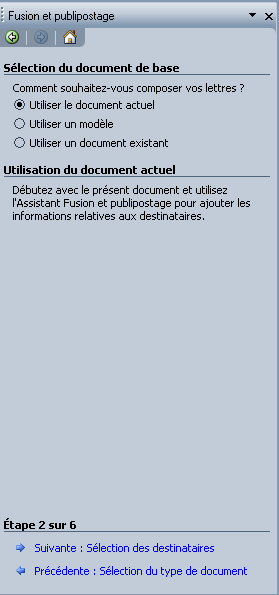 Fusion et publipostage
Sélection du document de base
Comment souhaitez-vous composer vos lettres ?
Utiliser le document actuel
Utiliser un modèle
Utiliser un document existant
Utilisation du document actuel
Débutez avec le présent document et utilisez
l'Assistant Fusion et publipostage pour ajouter les
informations relatives aux destinataires.
Étape 2 sur 6
Suivante : Sélection des destinataires
Précédente : Sélection du type de document